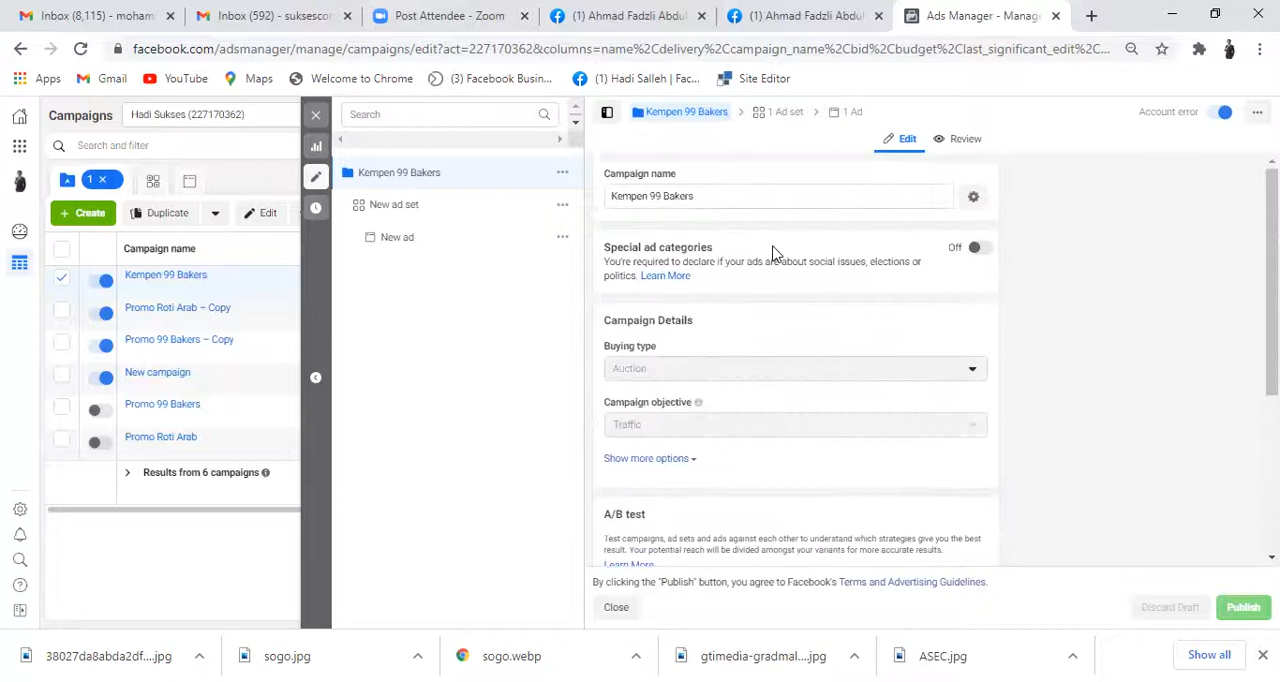 Inbox (8,115) - moham
Inbox (592) - suksescon
Post Attendee - Zoom
(1) Ahmad Fadzli Abdul
(1) Ahmad Fadzli Abdul
Ads Manager - Manage
facebook.com/adsmanager/manage/campaigns/edit?act=227170362&columns=name%2Cdelivery%2Ccampaign_name%2Cbid%2Cbudget%2Clast_significant_edit%2C...
Apps
Gmail
YouTube
Maps
Welcome to Chrome
(3) Facebook Busin...
(1) Hadi Salleh | Fac...
Site Editor
Campaigns
Hadi Sukses (227170362)
Search and filter
1 ×
+ Create
Duplicate
Edit
Campaign name
Kempen 99 Bakers
Promo Roti Arab – Copy
Promo 99 Bakers – Copy
New campaign
Promo 99 Bakers
Promo Roti Arab
Results from 6 campaigns
Search
Kempen 99 Bakers
New ad set
New ad
Kempen 99 Bakers
1 Ad set
1 Ad
Account error
Edit
Review
Campaign name
Kempen 99 Bakers
Special ad categories
Off
You're required to declare if your ads are about social issues, elections or
politics. Learn More
Campaign Details
Buying type
Auction
Campaign objective
Traffic
Show more options
A/B test
Test campaigns, ad sets and ads against each other to understand which strategies give you the best
result. Your potential reach will be divided amongst your variants for more accurate results.
Learn More
By clicking the "Publish" button, you agree to Facebook's Terms and Advertising Guidelines.
Close
Discard Draft
Publish
38027da8abda2df....jpg
sogo.jpg
sogo.webp
gtimedia-gradmal....jpg
ASEC.jpg
Show all